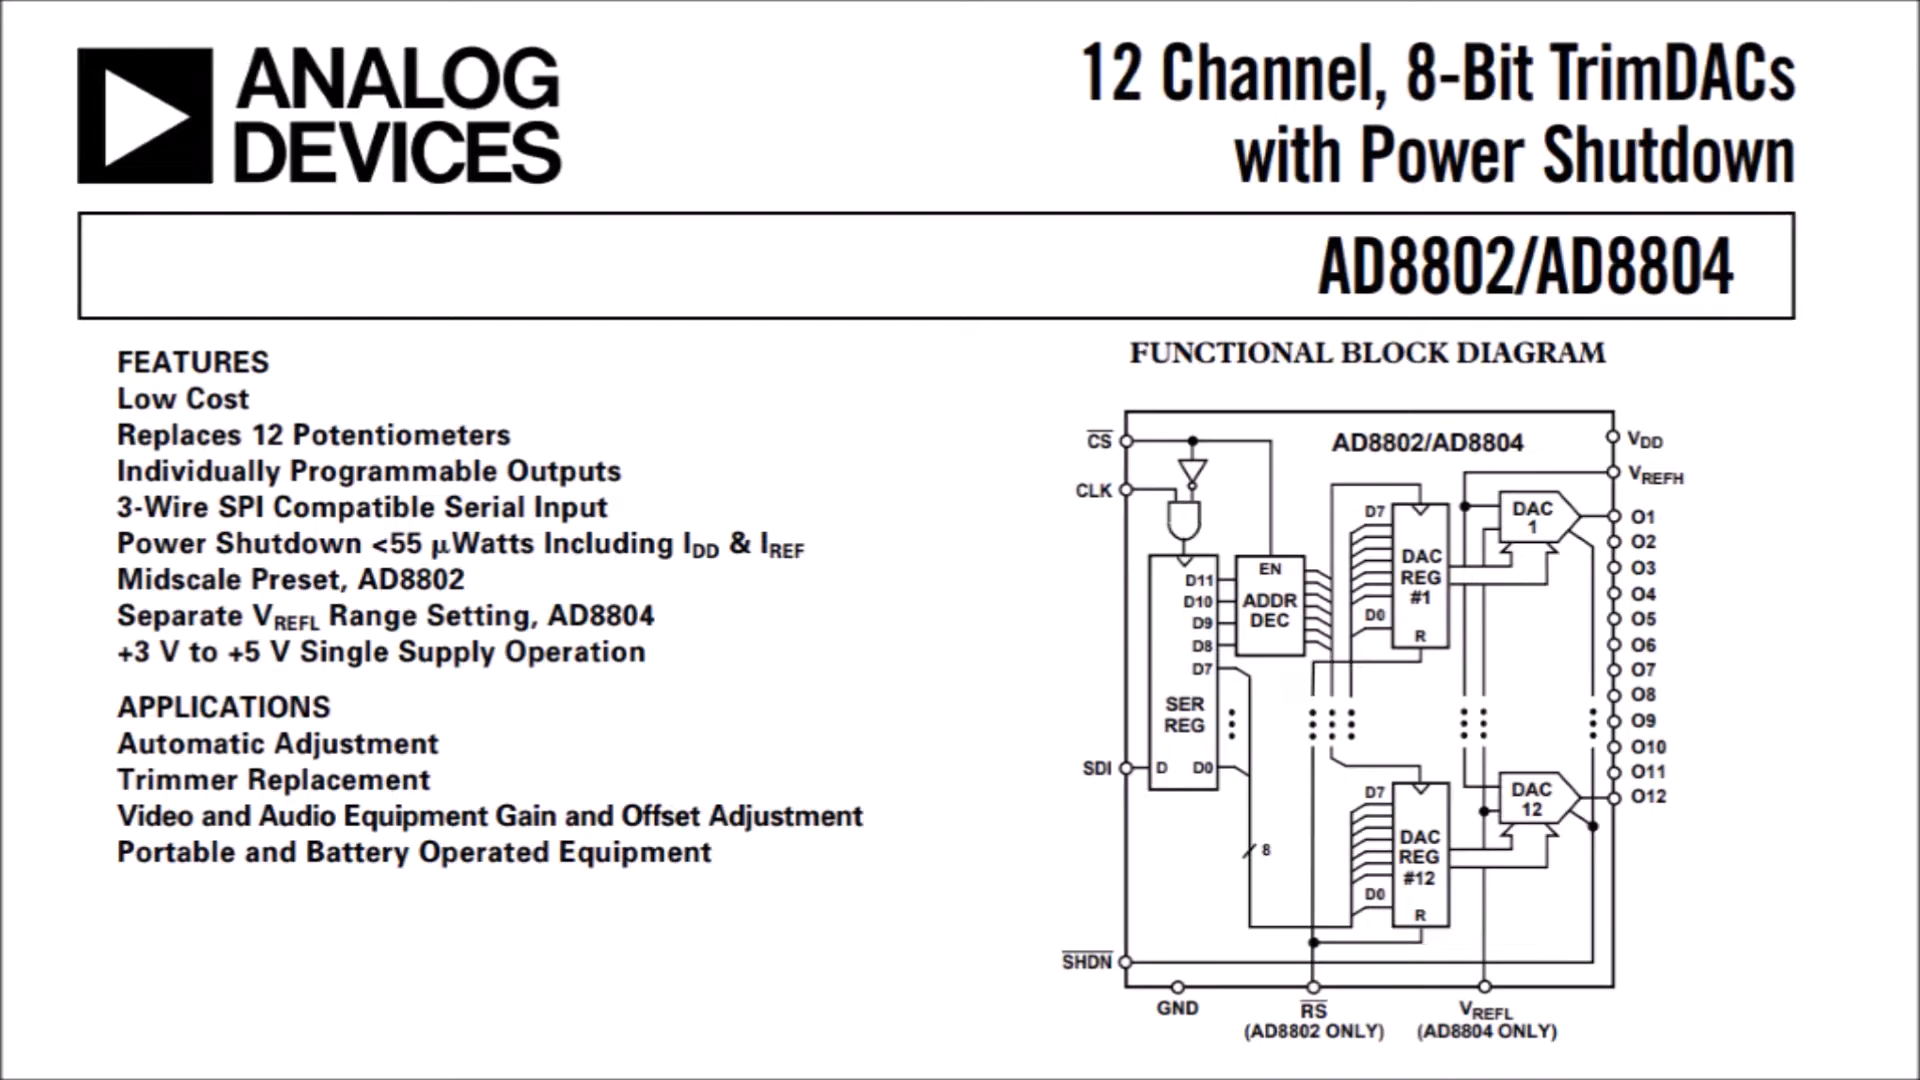 ANALOG
DEVICES
12 Channel, 8-Bit TrimDACs
with Power Shutdown
AD8802/AD8804
FEATURES
Low Cost
Replaces 12 Potentiometers
Individually Programmable Outputs
3-Wire SPI Compatible Serial Input
Power Shutdown <55 μWatts Including IDD & IREF
Midscale Preset, AD8802
Separate VREFL Range Setting, AD8804
+3 V to +5 V Single Supply Operation
APPLICATIONS
Automatic Adjustment
Trimmer Replacement
Video and Audio Equipment Gain and Offset Adjustment
Portable and Battery Operated Equipment
FUNCTIONAL BLOCK DIAGRAM
AD8802/AD8804
CS
CLK
SDI
SHDN
GND
RS
(AD8802 ONLY)
VREFL
(AD8804 ONLY)
D11
D10
D9
D8
D7
SER
REG
D
D0
EN
ADDR
DEC
8
D7
DAC
REG
#1
D0
R
D7
DAC
REG
#12
D0
R
DAC
1
DAC
12
VDD
VREFH
O1
O2
O3
O4
O5
O6
O7
O8
O9
O10
O11
O12